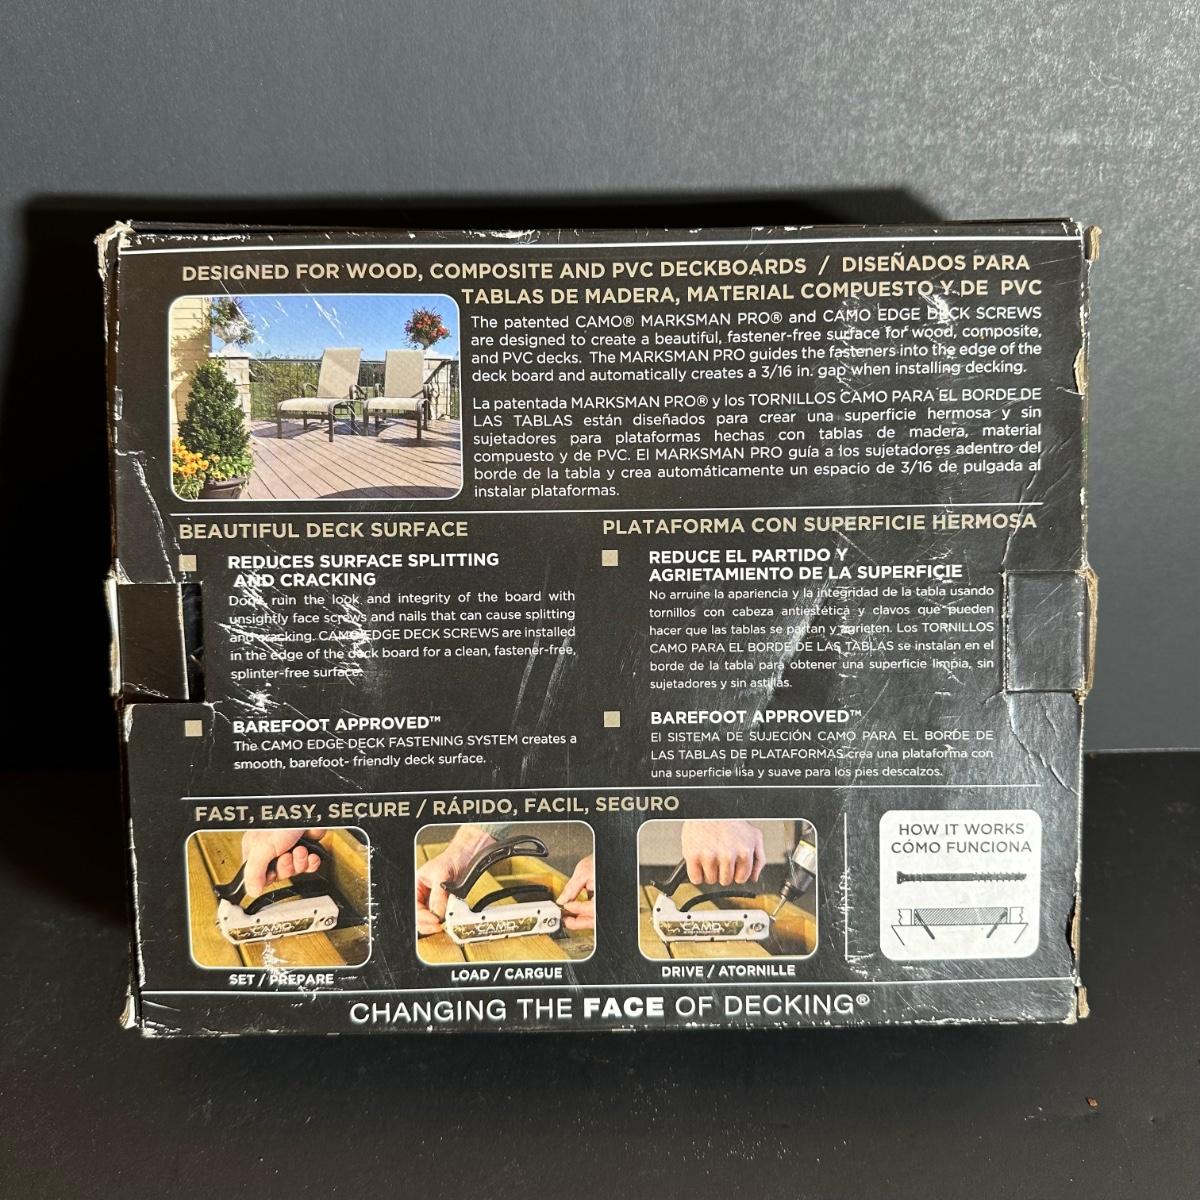 DESIGNED FOR WOOD, COMPOSITE AND PVC DECKBOARDS / DISEÑADOS PARA
TABLAS DE MADERA, MATERIAL COMPUESTO Y DE PVC
The patented CAMO® MARKSMAN PRO® and CAMO EDGE DECK SCREWS
are designed to create a beautiful, fastener-free surface for wood, composite,
and PVC decks. The MARKSMAN PRO guides the fasteners into the edge of the
deck board and automatically creates a 3/16 in. gap when installing decking.
La patentada MARKSMAN PRO® y los TORNILLOS CAMO PARA EL BORDE DE
LAS TABLAS están diseñados para crear una superficie hermosa y sin
sujetadores para plataformas hechas con tablas de madera, material
compuesto y de PVC. El MARKSMAN PRO guía a los sujetadores adentro del
borde de la tabla y crea automáticamente un espacio de 3/16 de pulgada al
instalar plataformas.
BEAUTIFUL DECK SURFACE
REDUCES SURFACE SPLITTING
AND CRACKING
Don't ruin the look and integrity of the board with
unsightly face screws and nails that can cause splitting
and cracking. CAMO EDGE DECK SCREWS are installed
in the edge of the deck board for a clean, fastener-free,
splinter-free surface.
BAREFOOT APPROVED™
The CAMO EDGE DECK FASTENING SYSTEM creates a
smooth, barefoot- friendly deck surface.
PLATAFORMA CON SUPERFICIE HERMOSA
REDUCE EL PARTIDO Y
AGRIETAMIENTO DE LA SUPERFICIE
No arruine la apariencia y la integridad de la tabla usando
tornillos con cabeza antiestética y clavos que pueden
hacer que las tablas se partan y agrieten. Los TORNILLOS
CAMO PARA EL BORDE DE LAS TABLAS se instalan en el
borde de la tabla para obtener una superficie limpia, sin
sujetadores y sin astillas.
BAREFOOT APPROVED™
El SISTEMA DE SUJECIÓN CAMO PARA EL BORDE DE
LAS TABLAS DE PLATAFORMAS crea una plataforma con
una superficie lisa y suave para los pies descalzos.
FAST, EASY, SECURE / RÁPIDO, FACIL, SEGURO
CAMO
SET / PREPARE
CAMO
LOAD / CARGUE
CAMO
DRIVE / ATORNILLE
HOW IT WORKS
CÓMO FUNCIONA
CHANGING THE FACE OF DECKING®